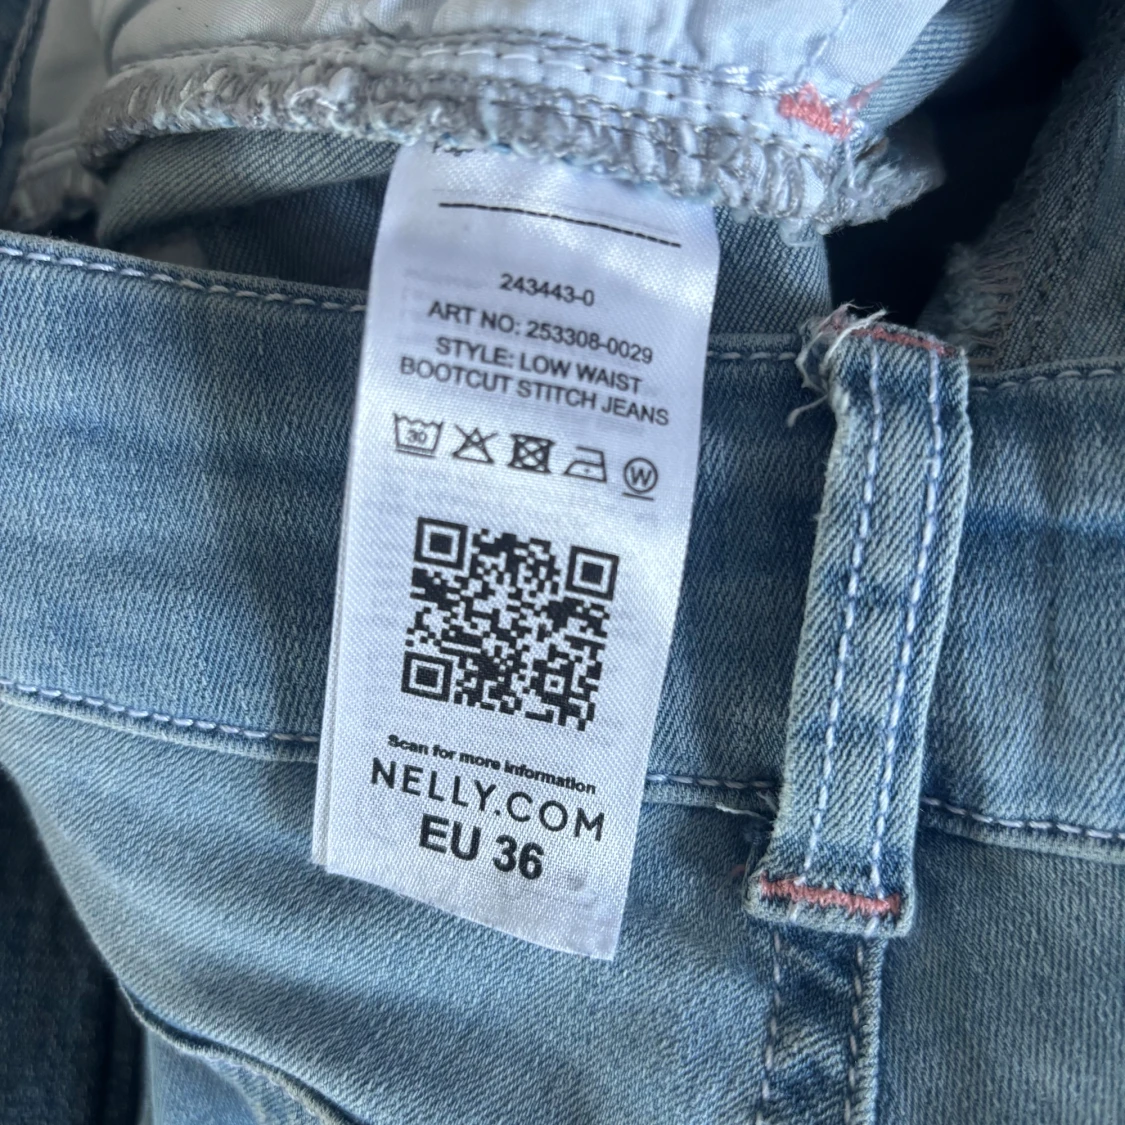 243443-0
ART NO: 253308-0029
STYLE: LOW WAIST
BOOTCUT STITCH JEANS
30
W
Scan for more information
NELLY.COM
EU 36